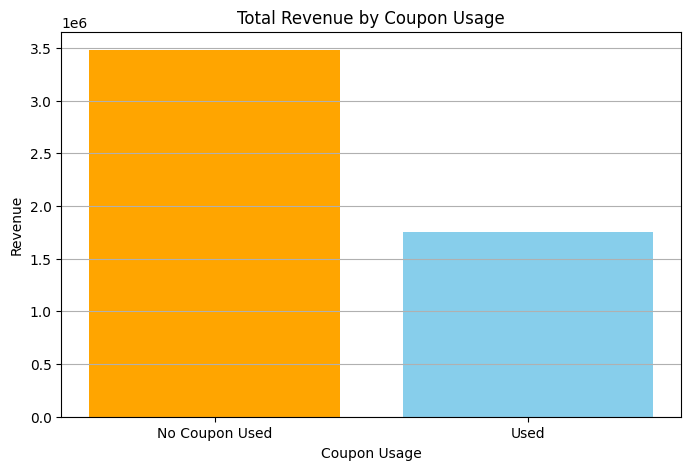 Total Revenue by Coupon Usage
1e6
3.5
3.0
2.5
2.0
1.5
1.0
0.5
0.0
Revenue
No Coupon Used
Used
Coupon Usage